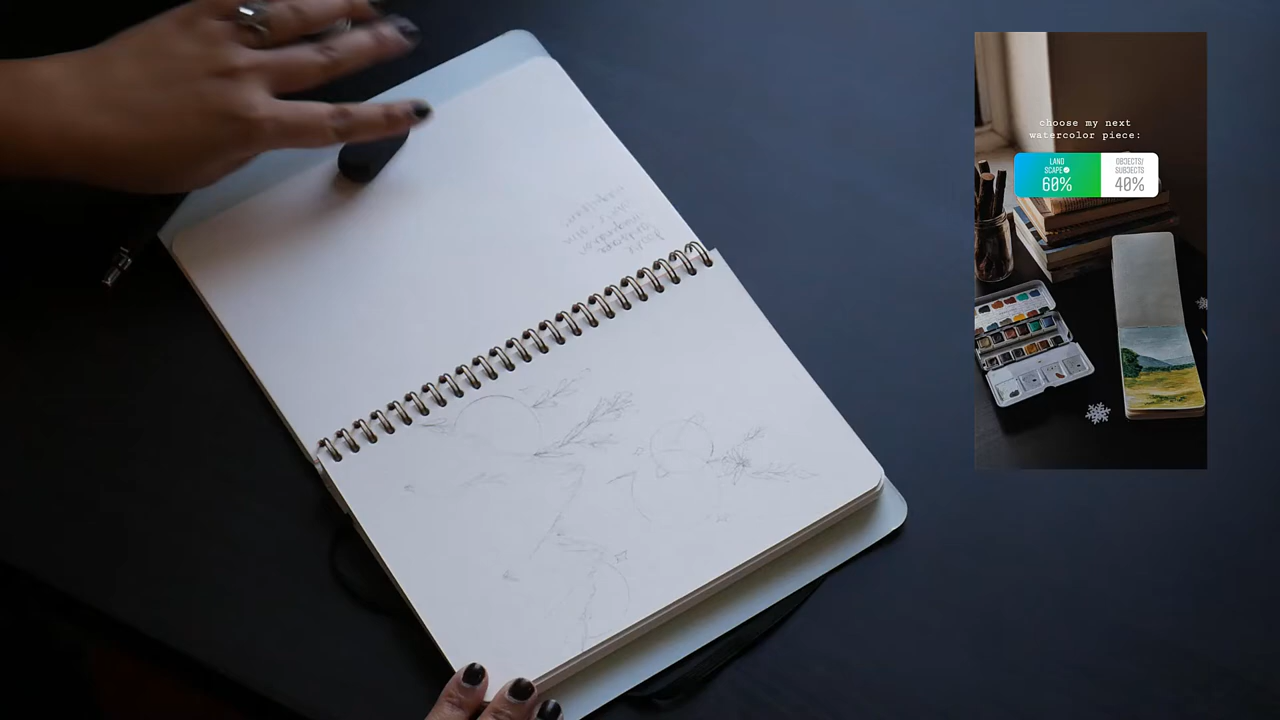 choose my next
watercolor piece:
LAND
SCAPE
60%
OBJECTS/
SUBJECTS
40%